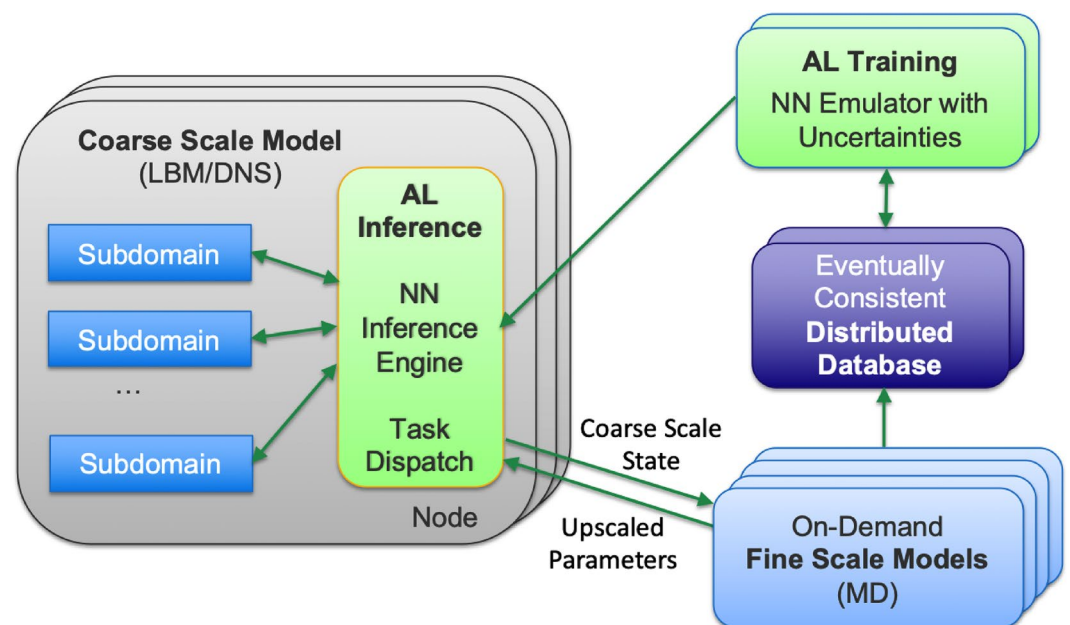 Coarse Scale Model
(LBM/DNS)
Subdomain
Subdomain
...
Subdomain
AL
Inference
NN
Inference
Engine
Task
Dispatch
Node
Coarse Scale
State
Upscaled
Parameters
AL Training
NN Emulator with
Uncertainties
Eventually
Consistent
Distributed
Database
On-Demand
Fine Scale Models
(MD)